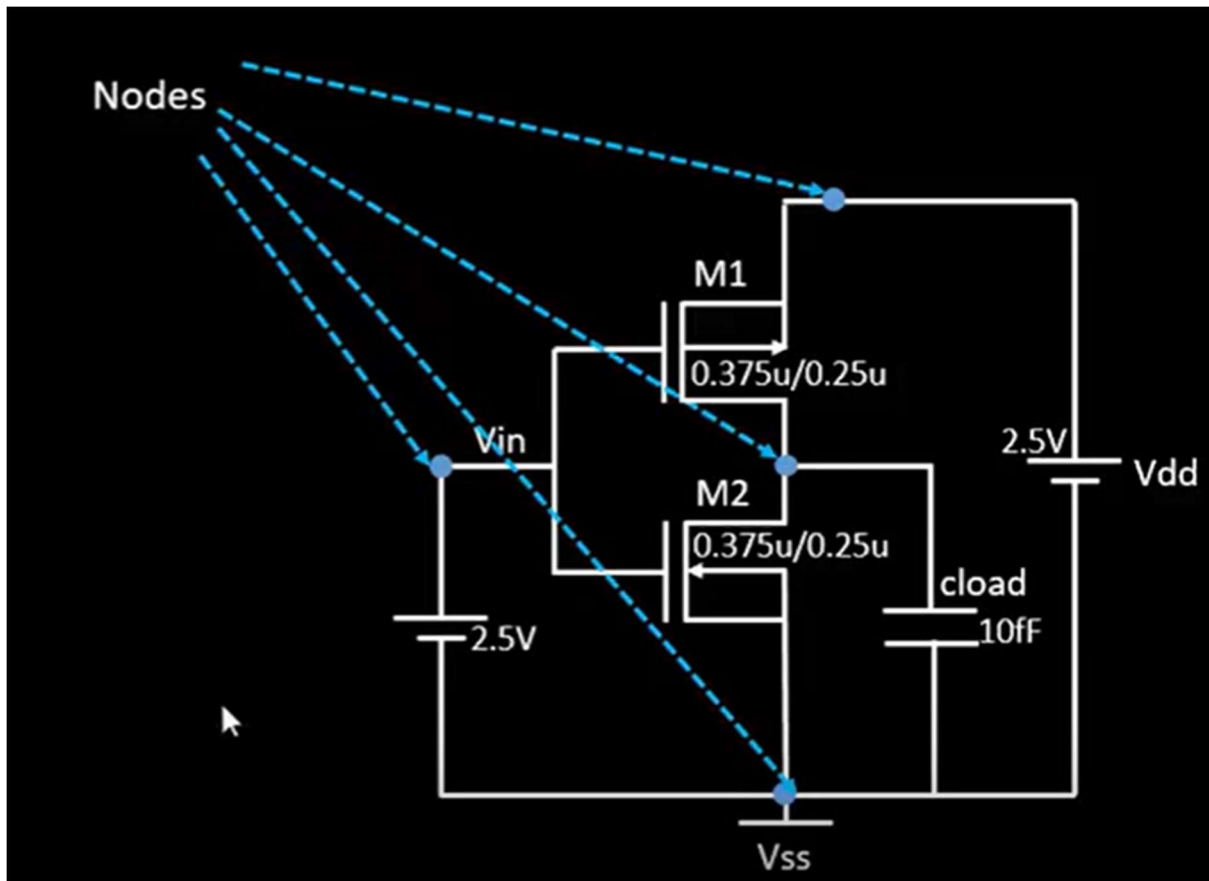 Nodes
M1
0.375u/0.25u
Vin
2.5V
Vdd
M2
0.375u/0.25u
cload
10fF
2.5V
Vss